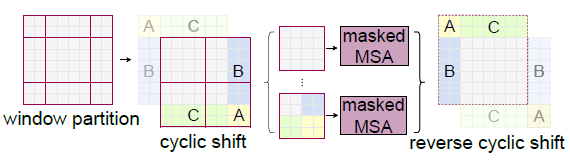 A C
B
B
C A
window partition
cyclic shift
masked
MSA
...
masked
MSA
A C
B
B
C A
reverse cyclic shift